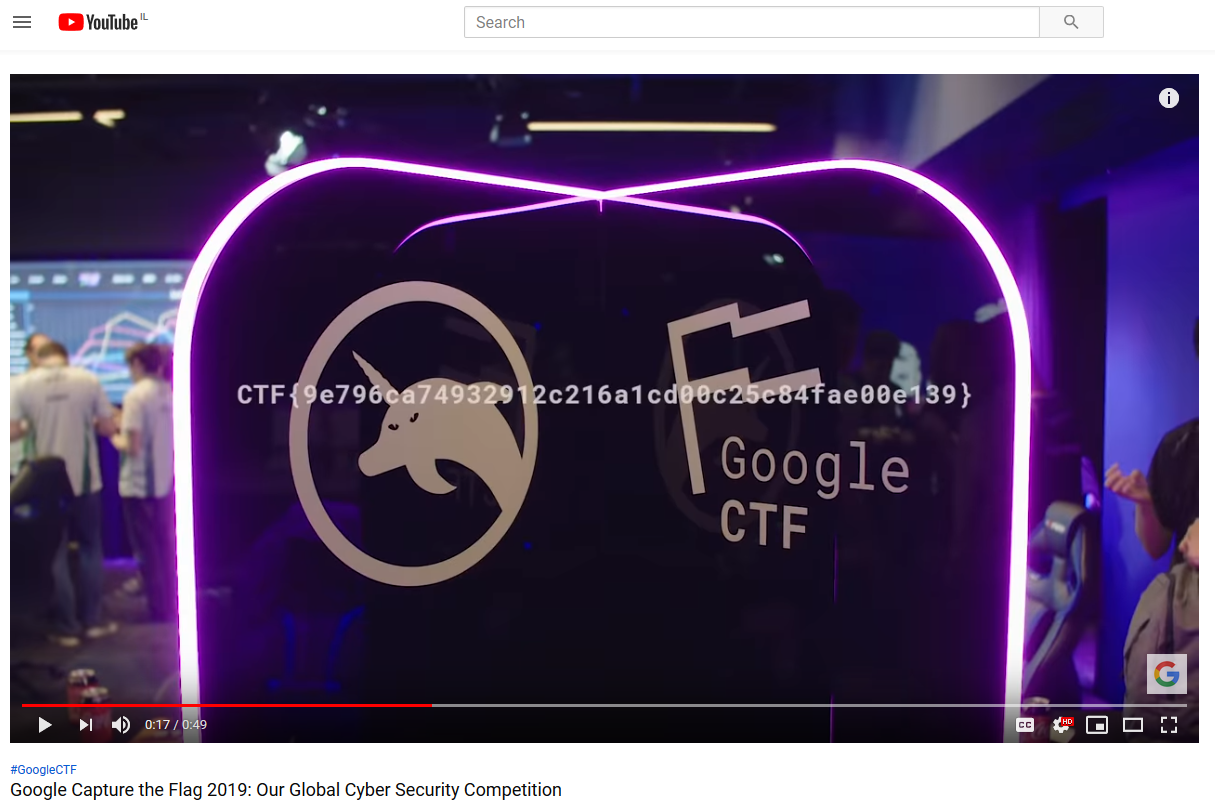 YouTube IL
Search
CTF{9e796ca74932912c216a1cd00c25c84fae00e139}
Google
CTF
G
0:17 / 0:49
CC
HD
#GoogleCTF
Google Capture the Flag 2019: Our Global Cyber Security Competition